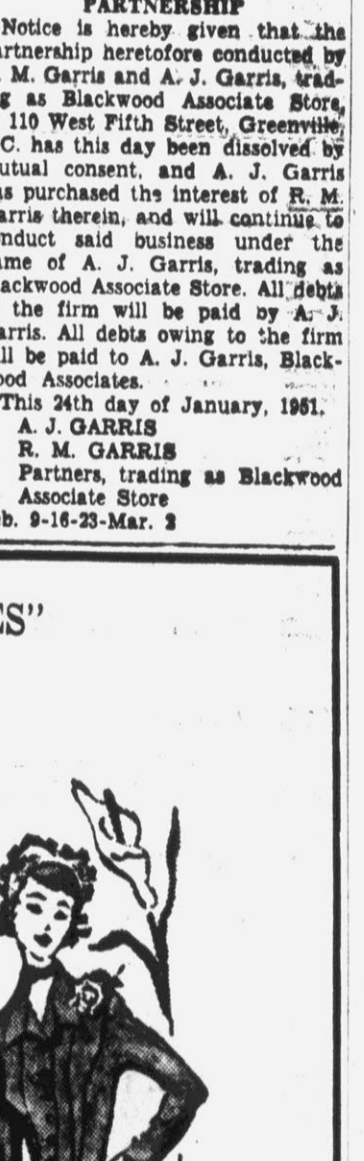 PARTNERSHIP
Notice is hereby given that the
artnership heretofore conducted by
. M. Garris and A. J. Garris, trad-
g as Blackwood Associate Store,
110 West Fifth Street, Greenville,
C. has this day been dissolved by
utual consent, and A. J. Garris
as purchased the interest of R. M.
arris therein, and will continue to
nduct said business under the
ame of A. J. Garris, trading as
lackwood Associate Store. All debts
the firm will be paid by A. J.
arris. All debts owing to the firm
ll be paid to A. J. Garris, Black-
ood Associates.
This 24th day of January, 1951.
A. J. GARRIS
R. M. GARRIS
Partners, trading as Blackwood
Associate Store
b. 9-16-23-Mar. 2
ES"